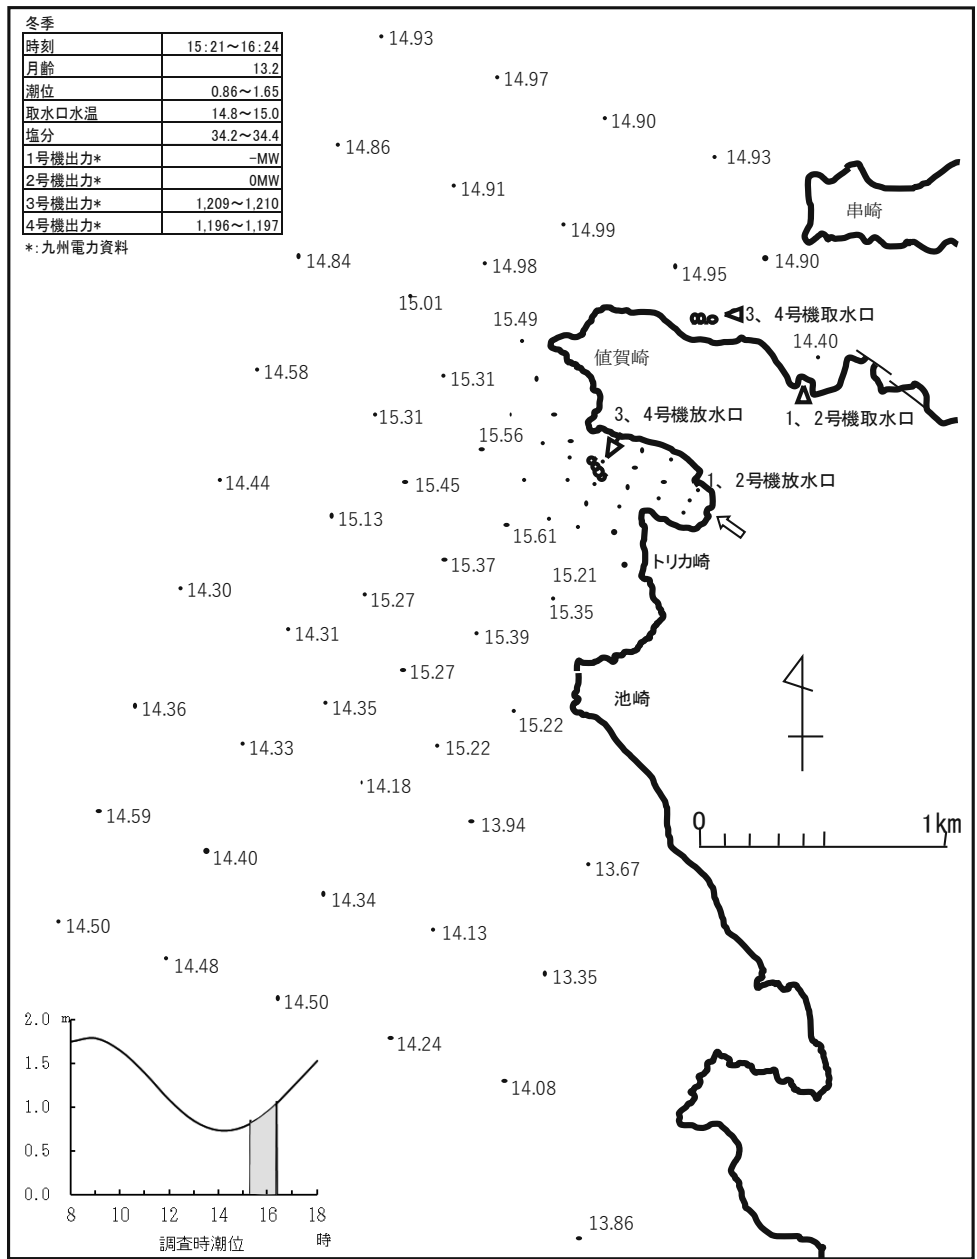 冬季
時刻 15:21～16:24
月齢 13.2
潮位 0.86～1.65
取水口水温 14.8～15.0
塩分 34.2～34.4
1号機出力* -MW
2号機出力* 0MW
3号機出力* 1,209～1,210
4号機出力* 1,196～1,197
*:九州電力資料
14.93
14.97
14.90
14.86
14.93
14.91
串崎
14.99
14.84
14.98
14.95
14.90
15.01
15.49
3、4号機取水口
14.40
値賀崎
14.58
15.31
15.31
3、4号機放水口
1、2号機取水口
15.56
14.44
15.45
1、2号機放水口
15.13
15.61
15.37
トリカ崎
15.21
14.30
15.27
15.35
14.31
15.39
15.27
池崎
14.36
14.35
15.22
14.33
15.22
14.18
14.59
13.94
0 1km
14.40
13.67
14.34
14.50
14.13
14.48
13.35
14.50
14.24
14.08
13.86
2.0 m
1.5
1.0
0.5
0.0
8 10 12 14 16 18
調査時潮位 時